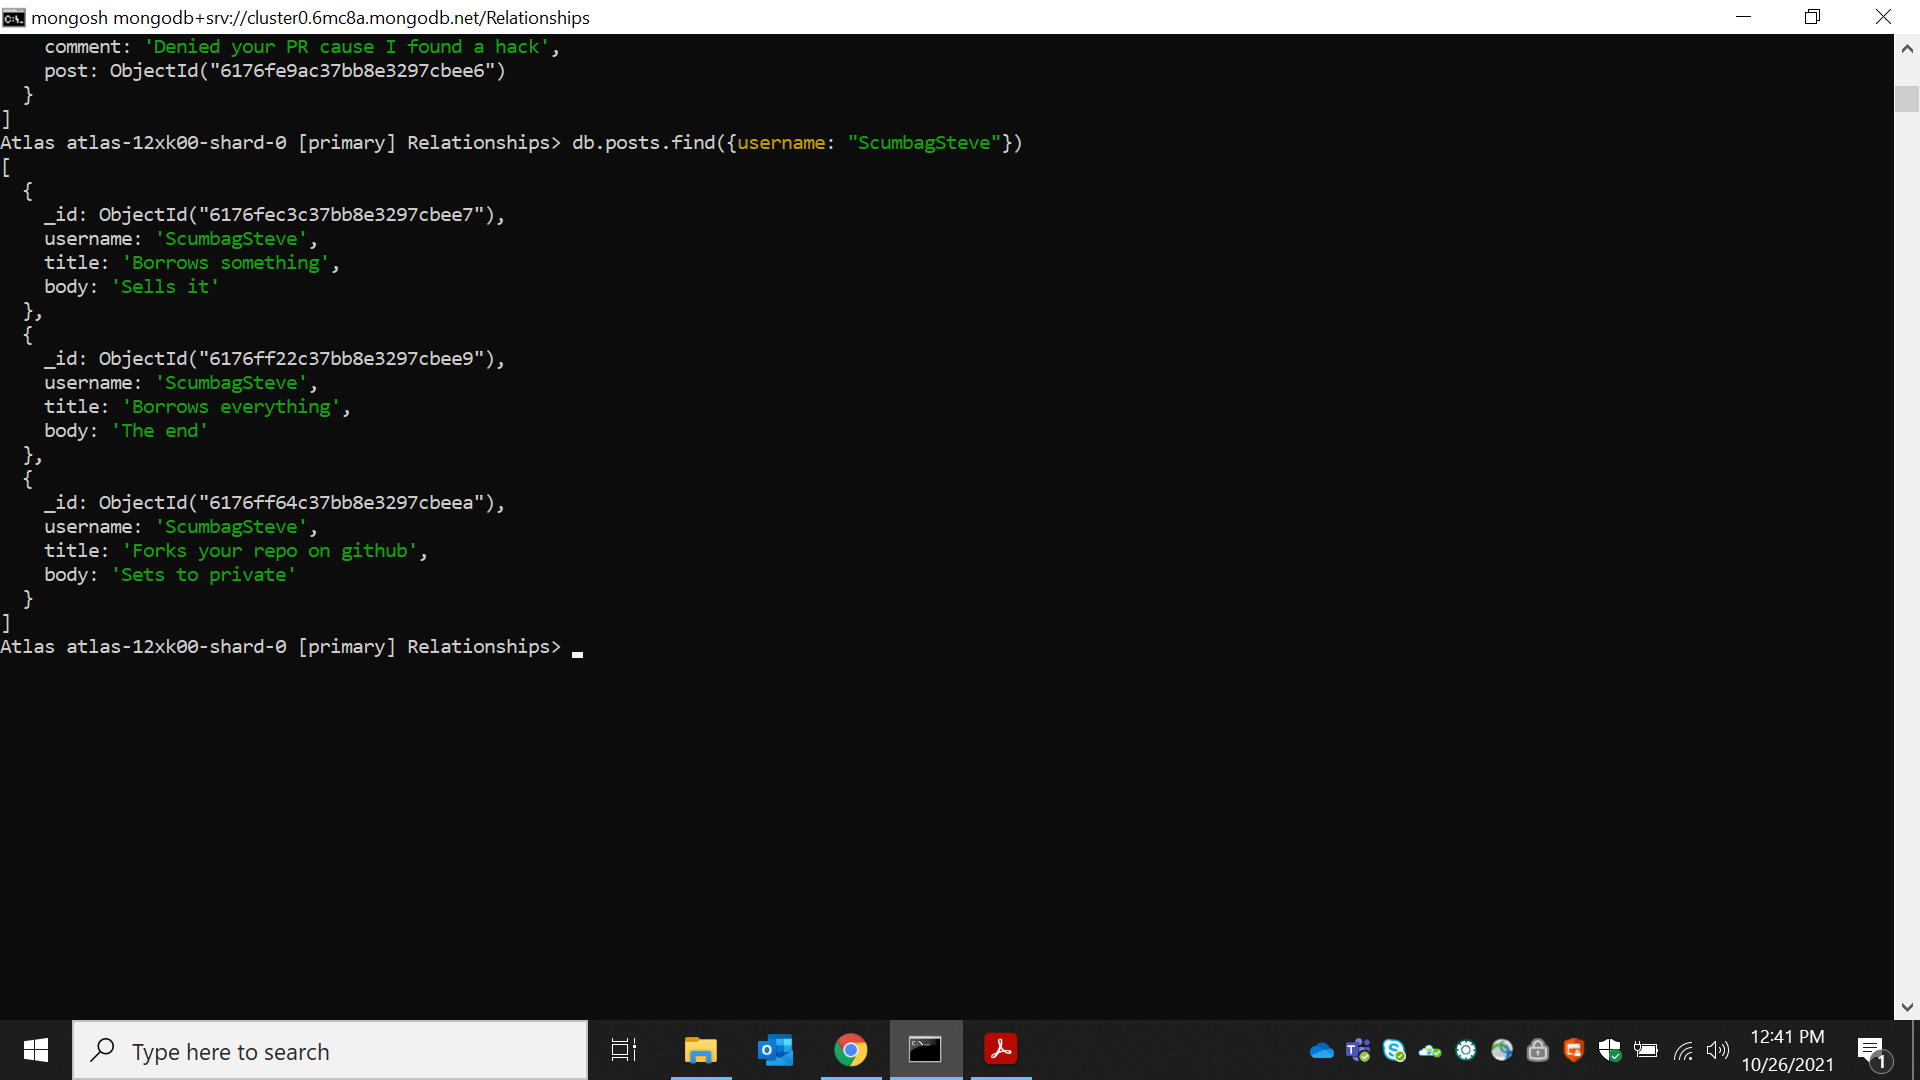 mongosh mongodb+srv://cluster0.6mc8a.mongodb.net/Relationships
comment: 'Denied your PR cause I found a hack',
post: ObjectId("6176fe9ac37bb8e3297cbee6")
}
]
Atlas atlas-12xk00-shard-0 [primary] Relationships> db.posts.find({username: "ScumbagSteve"})
[
{
_id: ObjectId("6176fec3c37bb8e3297cbee7"),
username: 'ScumbagSteve',
title: 'Borrows something',
body: 'Sells it'
},
{
_id: ObjectId("6176ff22c37bb8e3297cbee9"),
username: 'ScumbagSteve',
title: 'Borrows everything',
body: 'The end'
},
{
_id: ObjectId("6176ff64c37bb8e3297cbeea"),
username: 'ScumbagSteve',
title: 'Forks your repo on github',
body: 'Sets to private'
}
]
Atlas atlas-12xk00-shard-0 [primary] Relationships>
Type here to search
12:41 PM
10/26/2021
1